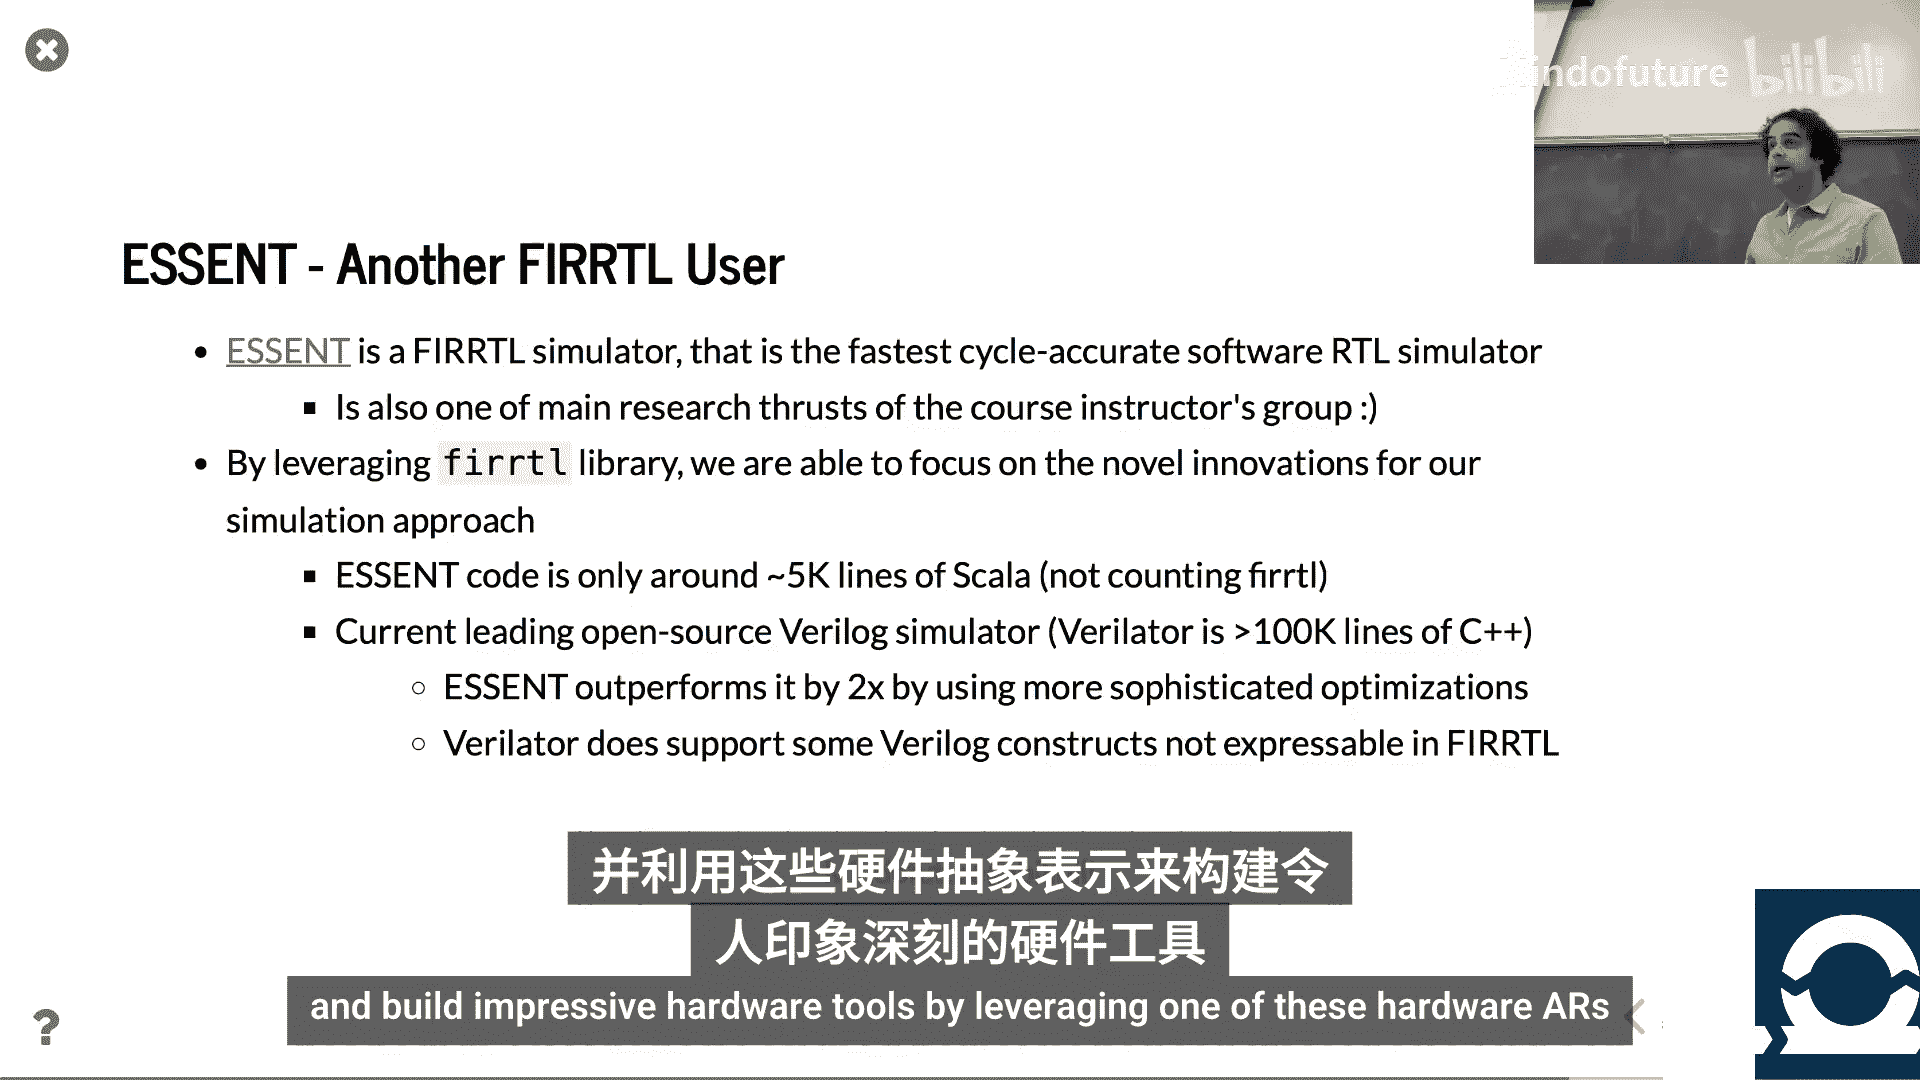 indofuture bilibili
ESSENT - Another FIRRTL User
ESSENT is a FIRRTL simulator, that is the fastest cycle-accurate software RTL simulator
Is also one of main research thrusts of the course instructor's group :)
By leveraging firrtl library, we are able to focus on the novel innovations for our
simulation approach
ESSENT code is only around ~5K lines of Scala (not counting firrtl)
Current leading open-source Verilog simulator (Verilator is >100K lines of C++)
ESSENT outperforms it by 2x by using more sophisticated optimizations
Verilator does support some Verilog constructs not expressable in FIRRTL
并利用这些硬件抽象表示来构建令
人印象深刻的硬件工具
and build impressive hardware tools by leveraging one of these hardware ARs
?